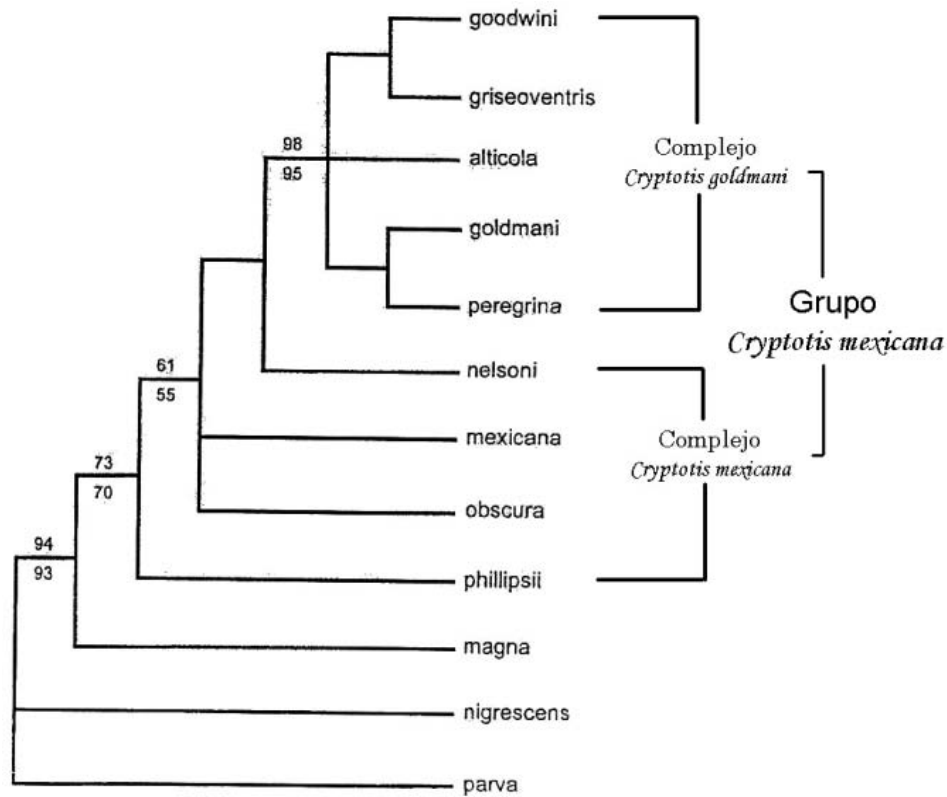 goodwini
griseoventris
98
95
alticola
Complejo
Cryptotis goldmani
goldmani
peregrina
Grupo
Cryptotis mexicana
61
55
nelsoni
mexicana
Complejo
Cryptotis mexicana
73
70
obscura
94
93
phillipsii
magna
nigrescens
parva